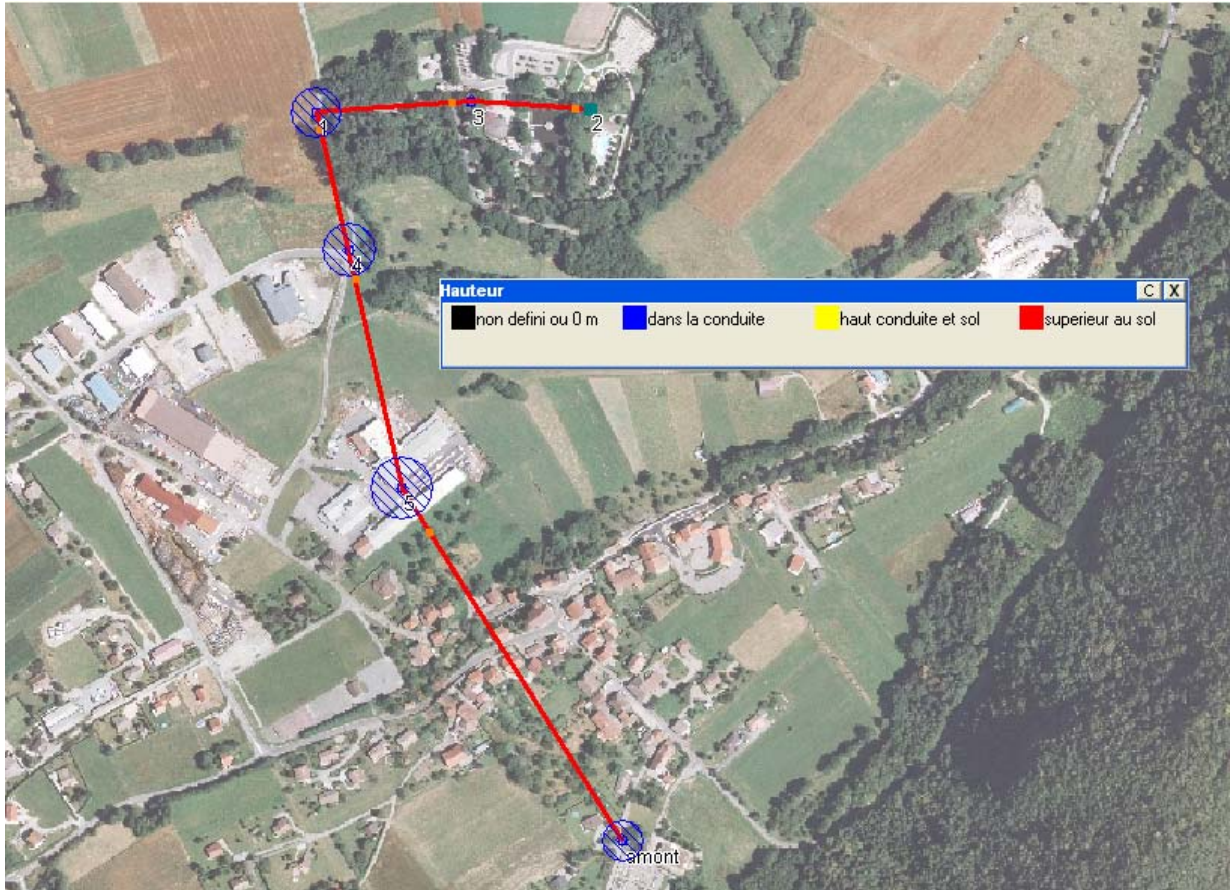 1
3
2
4
Hauteur
C X
non defini ou 0 m dans la conduite haut conduite et sol superieur au sol
5
amont